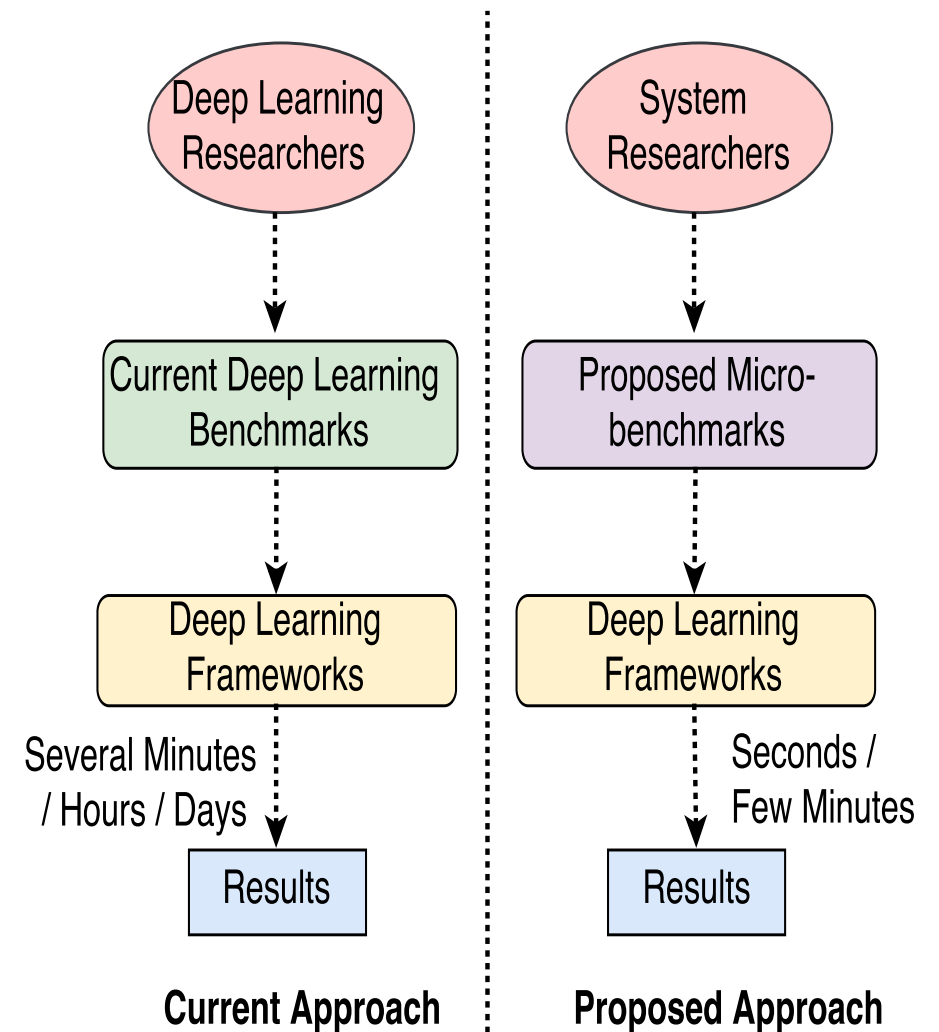 Deep Learning
Researchers
Current Deep Learning
Benchmarks
Deep Learning
Frameworks
Several Minutes
/ Hours / Days
Results
Current Approach
System
Researchers
Proposed Micro-
benchmarks
Deep Learning
Frameworks
Seconds /
Few Minutes
Results
Proposed Approach